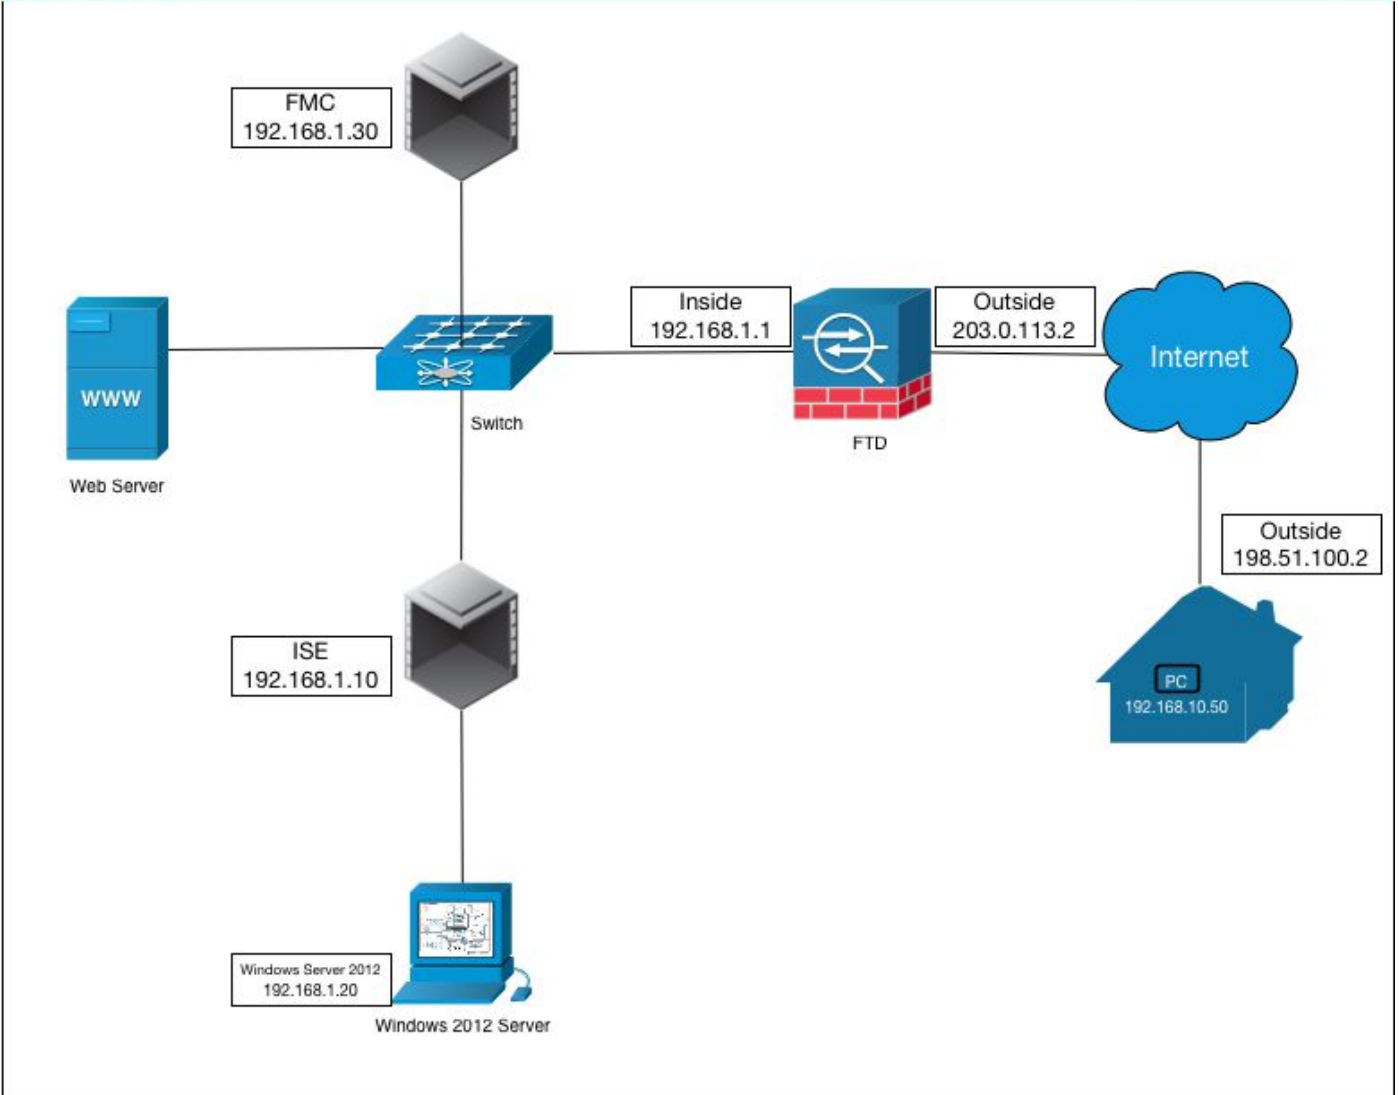 FMC
192.168.1.30
Inside
192.168.1.1
Outside
203.0.113.2
Internet
WWW
Switch
FTD
Web Server
Outside
198.51.100.2
ISE
192.168.1.10
PC
192.168.10.50
Windows Server 2012
192.168.1.20
Windows 2012 Server